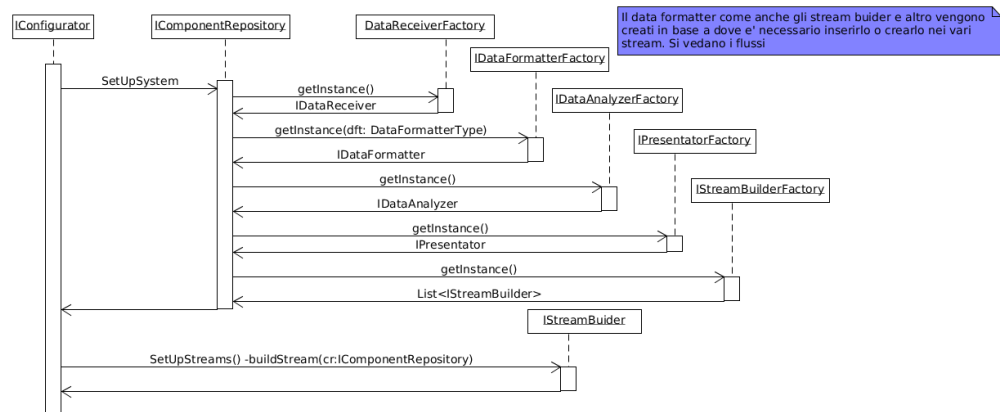 Il data formatter come anche gli stream buider e altro vengono
creati in base a dove e' necessario inserirlo o crearlo nei vari
stream. Si vedano i flussi
IConfigurator
IComponentRepository
DataReceiverFactory
IDataFormatterFactory
SetUpSystem
getInstance()
IDataReceiver
IDataAnalyzerFactory
getInstance(dft: DataFormatterType)
IDataFormatter
IPresentatorFactory
getInstance()
IDataAnalyzer
IStreamBuilderFactory
getInstance()
IPresentator
getInstance()
List<IStreamBuilder>
IStreamBuider
SetUpStreams() -buildStream(cr:IComponentRepository)